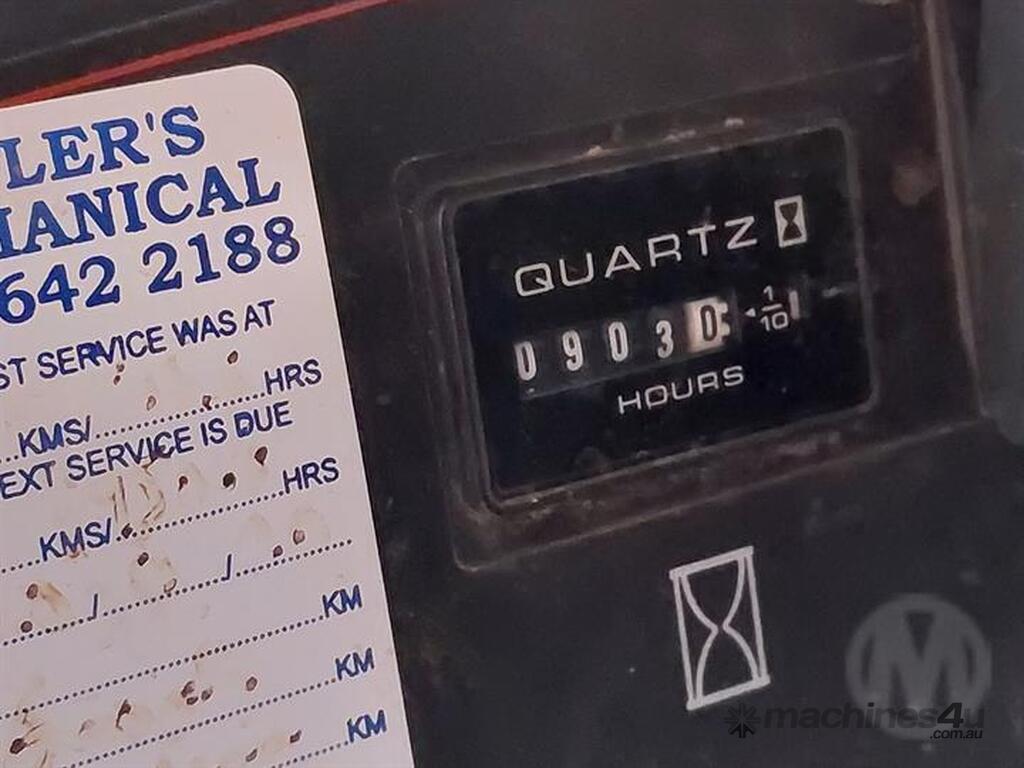 LER'S
HANICAL
642 2188
ST SERVICE WAS AT
...KMS/....................HRS
EXT SERVICE IS DUE
......KMS/....................HRS
/ /
KM
KM
KM
QUARTZ
09030 1/10
HOURS
M
machines4u
.com.au